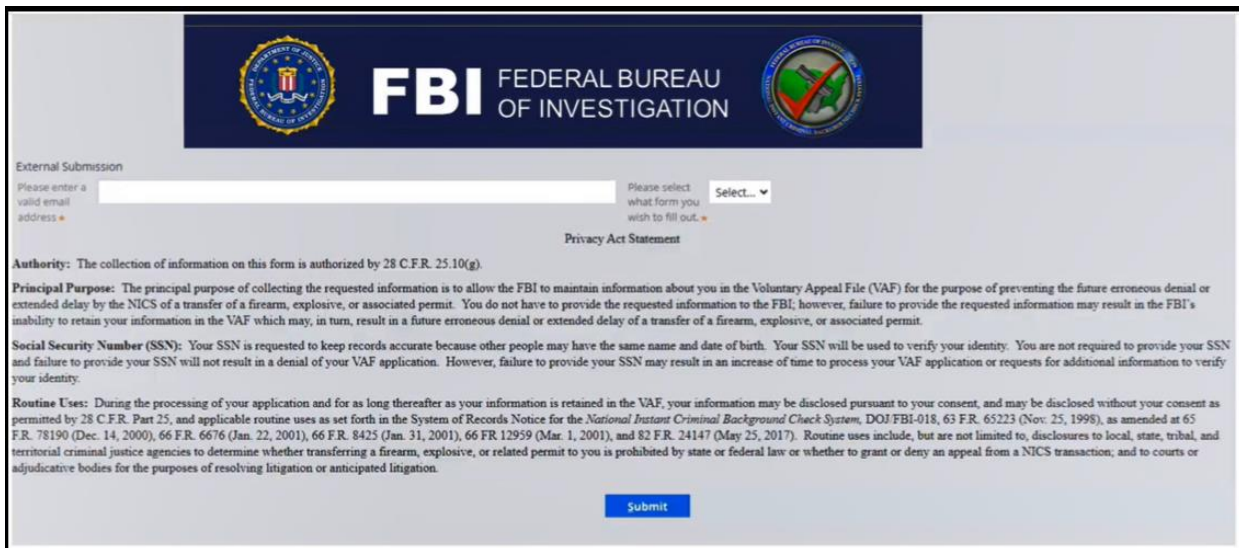 FBI FEDERAL BUREAU
OF INVESTIGATION
External Submission
Please enter a
valid email
address *
Please select
what form you
wish to fill out. *
Select...
Privacy Act Statement
Authority: The collection of information on this form is authorized by 28 C.F.R. 25.10(g).
Principal Purpose: The principal purpose of collecting the requested information is to allow the FBI to maintain information about you in the Voluntary Appeal File (VAF) for the purpose of preventing the future erroneous denial or
extended delay by the NICS of a transfer of a firearm, explosive, or associated permit. You do not have to provide the requested information to the FBI; however, failure to provide the requested information may result in the FBI's
inability to retain your information in the VAF which may, in turn, result in a future erroneous denial or extended delay of a transfer of a firearm, explosive, or associated permit.
Social Security Number (SSN): Your SSN is requested to keep records accurate because other people may have the same name and date of birth. Your SSN will be used to verify your identity. You are not required to provide your SSN
and failure to provide your SSN will not result in a denial of your VAF application. However, failure to provide your SSN may result in an increase of time to process your VAF application or requests for additional information to verify
your identity.
Routine Uses: During the processing of your application and for as long thereafter as your information is retained in the VAF, your information may be disclosed pursuant to your consent, and may be disclosed without your consent as
permitted by 28 C.F.R. Part 25, and applicable routine uses as set forth in the System of Records Notice for the National Instant Criminal Background Check System, DOJ/FBI-018, 63 F.R. 65223 (Nov. 25, 1998), as amended at 65
F.R. 78190 (Dec. 14, 2000), 66 F.R. 6676 (Jan. 22, 2001), 66 F.R. 8425 (Jan. 31, 2001), 66 FR 12959 (Mar. 1, 2001), and 82 F.R. 24147 (May 25, 2017). Routine uses include, but are not limited to, disclosures to local, state, tribal, and
territorial criminal justice agencies to determine whether transferring a firearm, explosive, or related permit to you is prohibited by state or federal law or whether to grant or deny an appeal from a NICS transaction; and to courts or
adjudicative bodies for the purposes of resolving litigation or anticipated litigation.
Submit